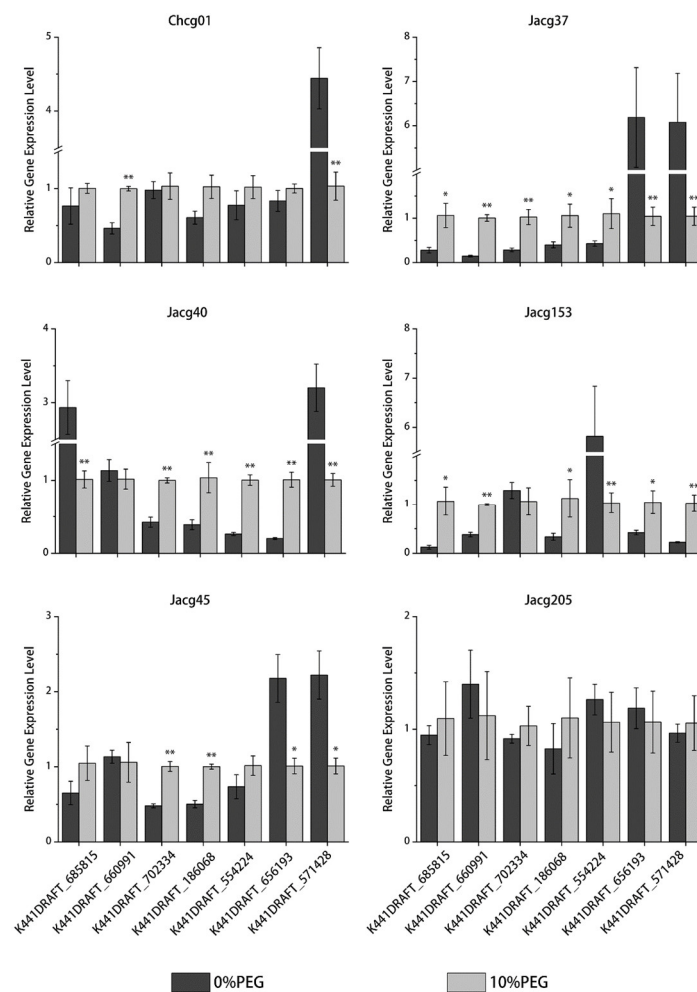 Chcg01
Relative Gene Expression Level
5
4
1
0
**
**
Jacg37
Relative Gene Expression Level
8
6
1
0
*
**
**
*
*
**
**
Jacg40
Relative Gene Expression Level
4
3
1
0
**
**
**
**
**
**
Jacg153
Relative Gene Expression Level
8
6
1
0
*
**
*
**
*
**
Jacg45
Relative Gene Expression Level
3
2
1
0
**
**
*
*
Jacg205
Relative Gene Expression Level
2
1
0
K441DRAFT_685815
K441DRAFT_660991
K441DRAFT_702334
K441DRAFT_186068
K441DRAFT_554224
K441DRAFT_656193
K441DRAFT_571428
K441DRAFT_685815
K441DRAFT_660991
K441DRAFT_702334
K441DRAFT_186068
K441DRAFT_554224
K441DRAFT_656193
K441DRAFT_571428
0%PEG
10%PEG